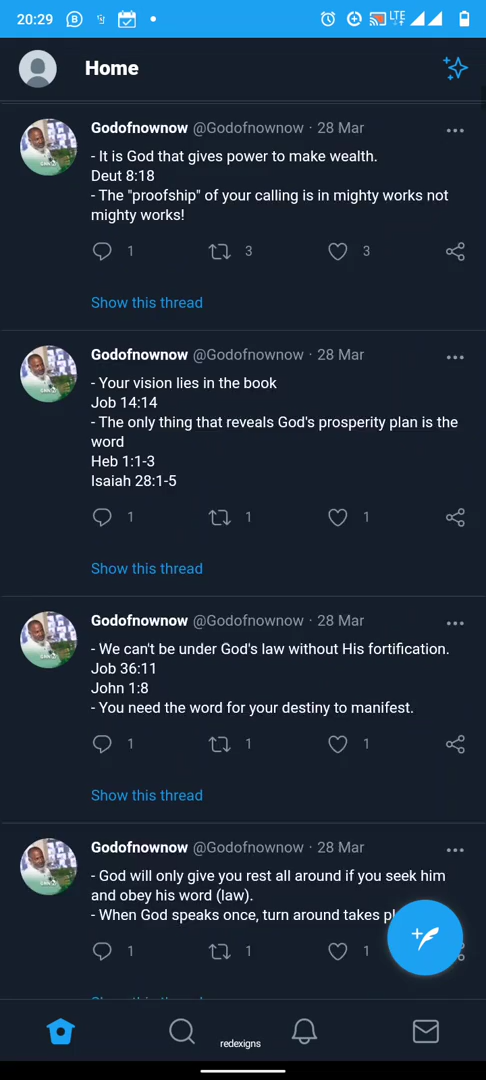 20:29
LTE
Home
Godofnownow @Godofnownow · 28 Mar
- It is God that gives power to make wealth.
Deut 8:18
- The "proofship" of your calling is in mighty works not
mighty works!
1 3 3
Show this thread
Godofnownow @Godofnownow · 28 Mar
- Your vision lies in the book
Job 14:14
- The only thing that reveals God's prosperity plan is the
word
Heb 1:1-3
Isaiah 28:1-5
1 1 1
Show this thread
Godofnownow @Godofnownow · 28 Mar
- We can't be under God's law without His fortification.
Job 36:11
John 1:8
- You need the word for your destiny to manifest.
1 1 1
Show this thread
Godofnownow @Godofnownow · 28 Mar
- God will only give you rest all around if you seek him
and obey his word (law).
- When God speaks once, turn around takes
1 1 1
redexigns